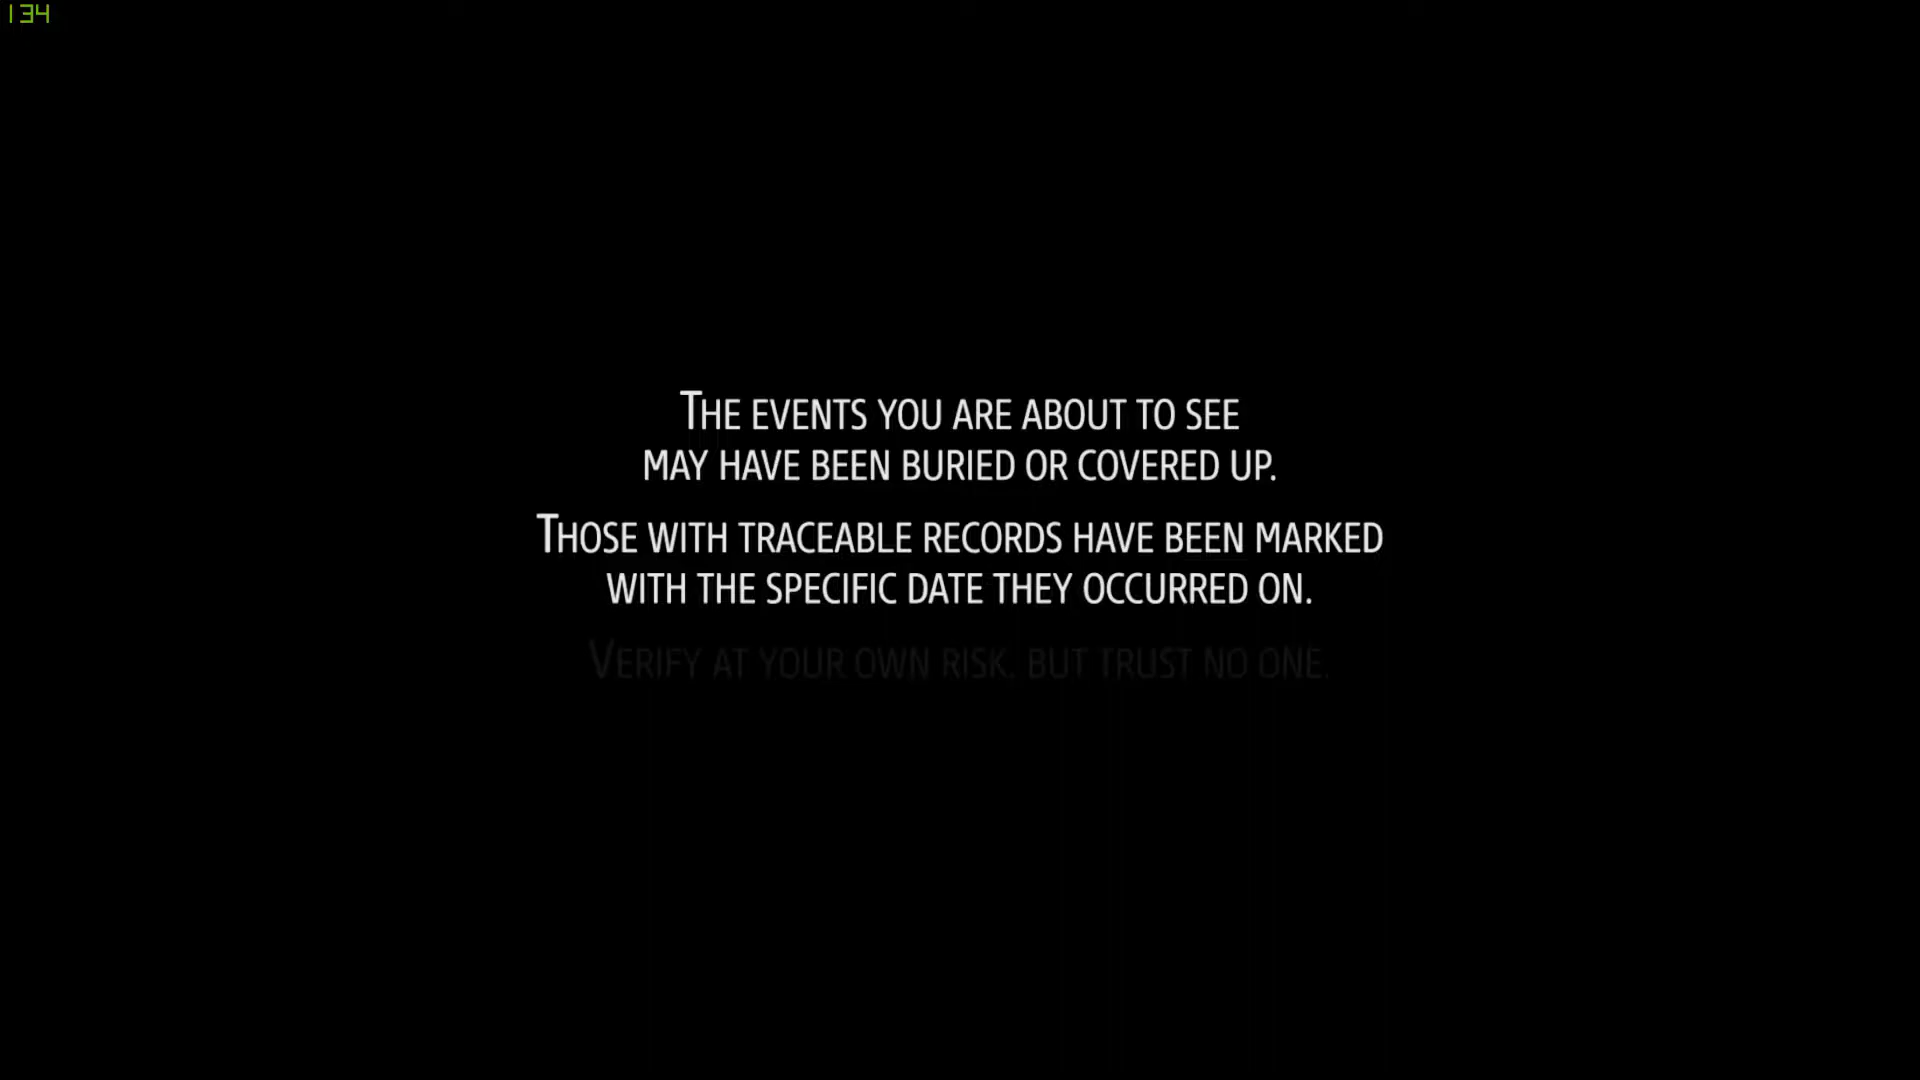 134
The events you are about to see
may have been buried or covered up.
Those with traceable records have been marked
with the specific date they occurred on.
Verify at your own risk, but trust no one.